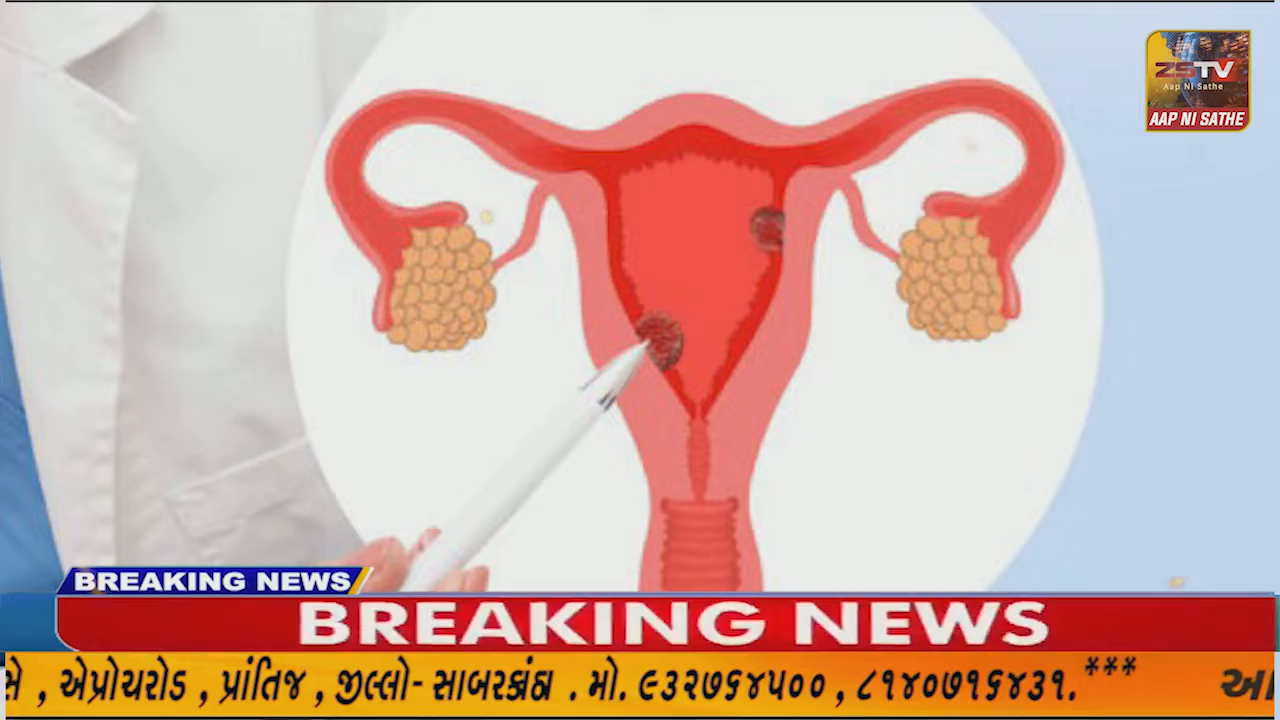 ZSTV
Aap Ni Sathe
AAP NI SATHE
BREAKING NEWS
BREAKING NEWS
સે , એપ્રોચરોડ , પ્રાંતિજ , જીલ્લો- સાબરકાંઠા . મો. ૯૩૨૭૬૪૫૦૦ , ૮૧૪૦૭૧૬૪૩૧. ***